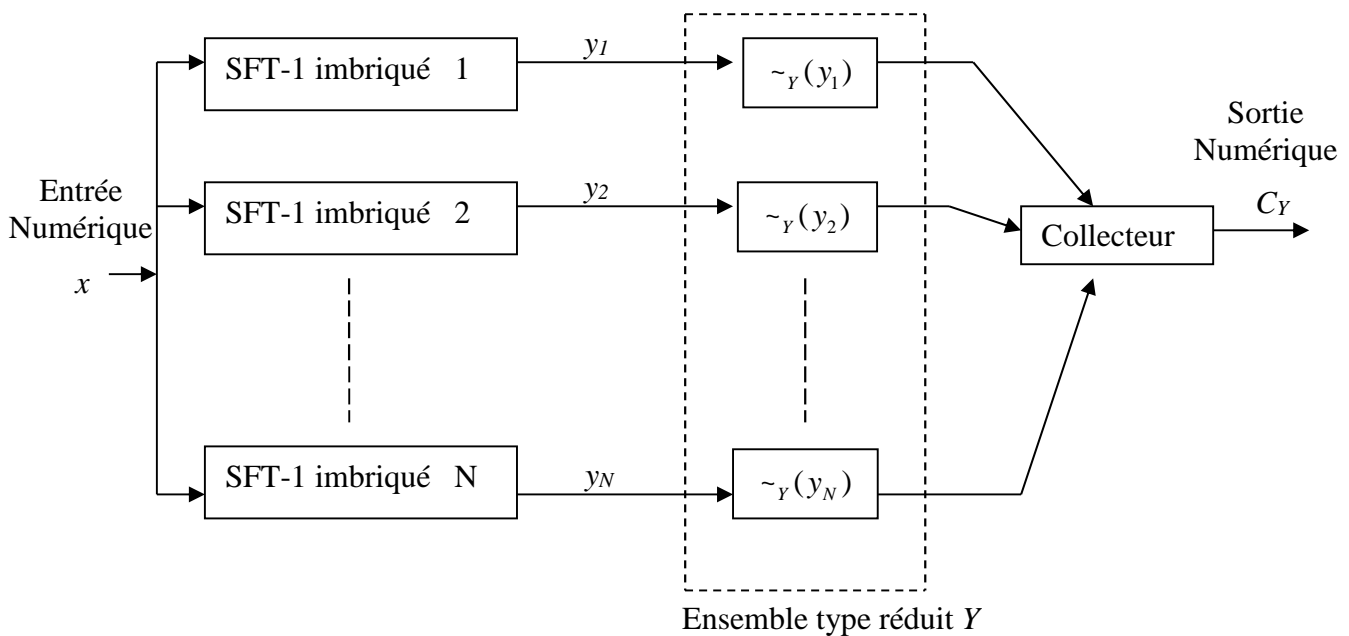 SFT-1 imbriqué 1
y1
~Y(y1)
Sortie
Numérique
SFT-1 imbriqué 2
y2
~Y(y2)
CY
Entrée
Numérique
x
Collecteur
SFT-1 imbriqué N
yN
~Y(yN)
Ensemble type réduit Y